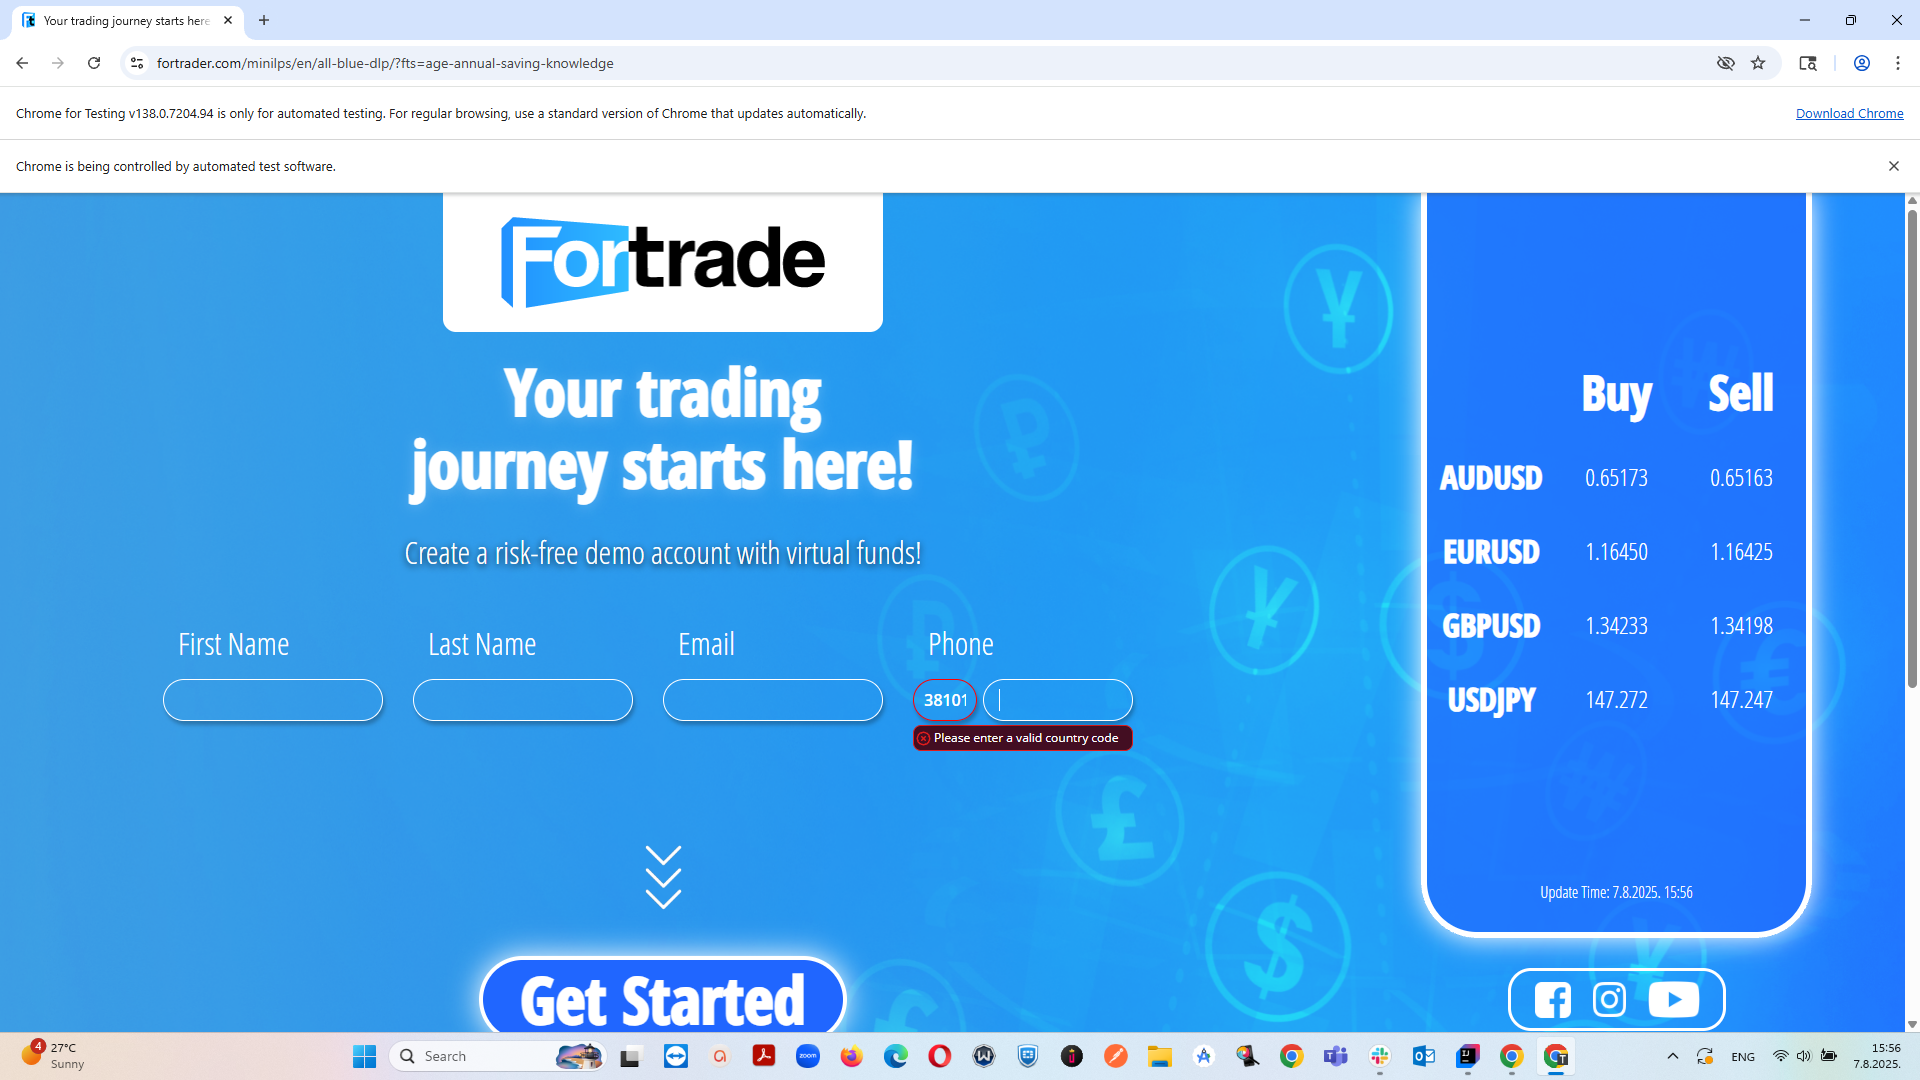 Your trading journey starts here
fortrader.com/minilps/en/all-blue-dlp/?fts=age-annual-saving-knowledge
Chrome for Testing v138.0.7204.94 is only for automated testing. For regular browsing, use a standard version of Chrome that updates automatically.
Download Chrome
Chrome is being controlled by automated test software.
Fortrade
Your trading
journey starts here!
Create a risk-free demo account with virtual funds!
First Name
Last Name
Email
Phone
38101
Please enter a valid country code
Get Started
Buy Sell
AUDUSD 0.65173 0.65163
EURUSD 1.16450 1.16425
GBPUSD 1.34233 1.34198
USDJPY 147.272 147.247
Update Time: 7.8.2025. 15:56
4
27°C
Sunny
Search
zoom
ENG
15:56
7.8.2025.